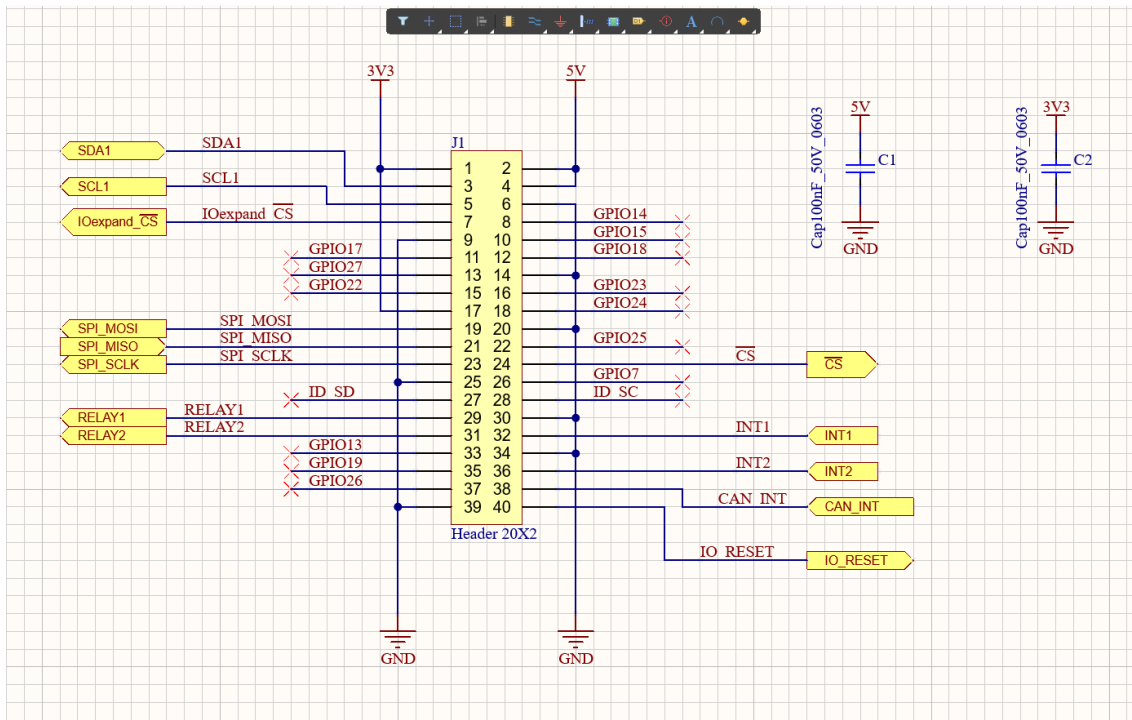 3V3
5V
5V
C1
Cap100nF_50V_0603
GND
3V3
C2
Cap100nF_50V_0603
GND
J1
SDA1 SDA1
SCL1 SCL1
IOexpand_CS IOexpand_CS
GPIO17
GPIO27
GPIO22
SPI_MOSI SPI_MOSI
SPI_MISO SPI_MISO
SPI_SCLK SPI_SCLK
ID_SD
RELAY1 RELAY1
RELAY2 RELAY2
GPIO13
GPIO19
GPIO26
1 2
3 4
5 6
7 8
9 10
11 12
13 14
15 16
17 18
19 20
21 22
23 24
25 26
27 28
29 30
31 32
33 34
35 36
37 38
39 40
Header 20X2
GPIO14
GPIO15
GPIO18
GPIO23
GPIO24
GPIO25
CS CS
GPIO7
ID_SC
INT1 INT1
INT2 INT2
CAN_INT CAN_INT
IO_RESET IO_RESET
GND
GND